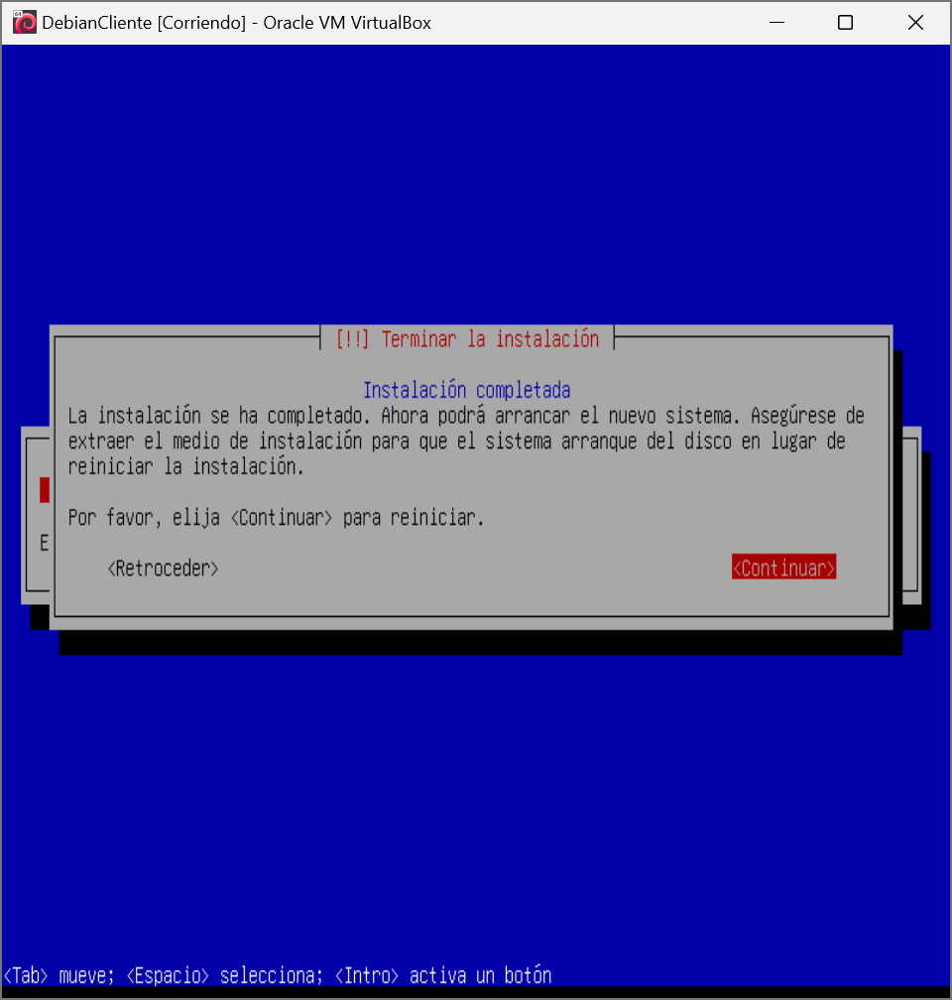 64
DebianCliente [Corriendo] - Oracle VM VirtualBox
[!!] Terminar la instalación
Instalación completada
La instalación se ha completado. Ahora podrá arrancar el nuevo sistema. Asegúrese de
extraer el medio de instalación para que el sistema arranque del disco en lugar de
reiniciar la instalación.
Por favor, elija <Continuar> para reiniciar.
E
<Retroceder> <Continuar>
<Tab> mueve; <Espacio> selecciona; <Intro> activa un botón